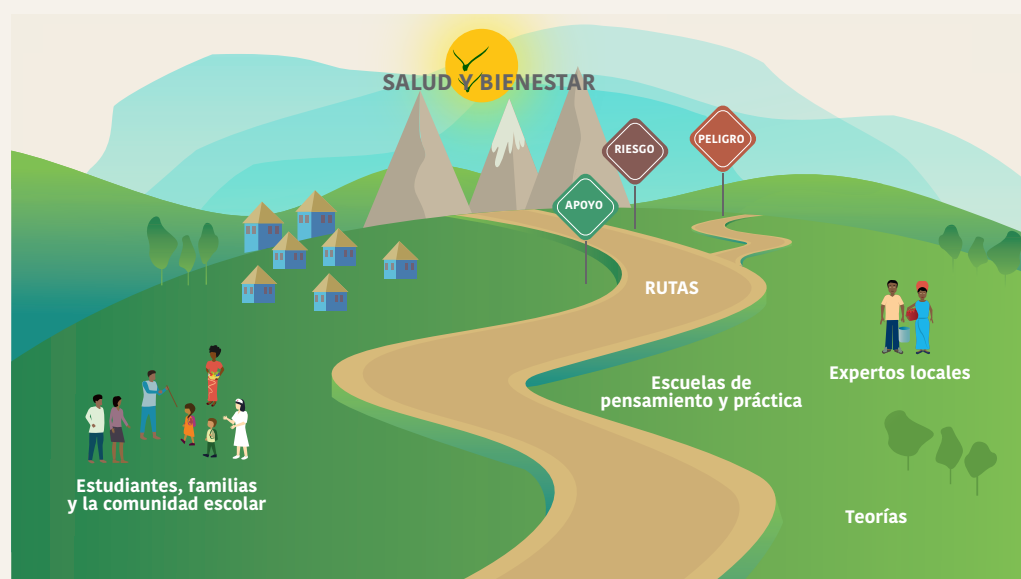 SALUD Y BIENESTAR
PELIGRO
RIESGO
APOYO
RUTAS
Expertos locales
Escuelas de
pensamiento y práctica
Estudiantes, familias
y la comunidad escolar
Teorías